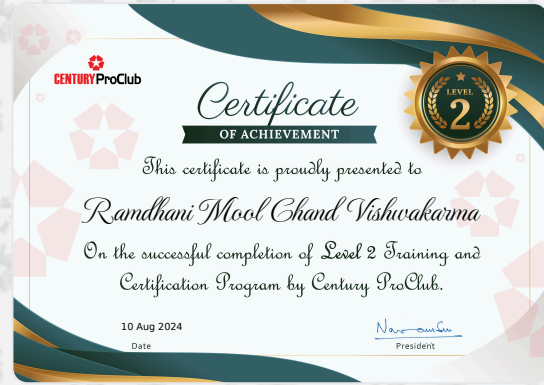 CENTURY ProClub
LEVEL
2
Certificate
OF ACHIEVEMENT
This certificate is proudly presented to
Ramdhani Mool Chand Vishwakarma
On the successful completion of Level 2 Training and
Certification Program by Century ProClub.
10 Aug 2024
Date
President